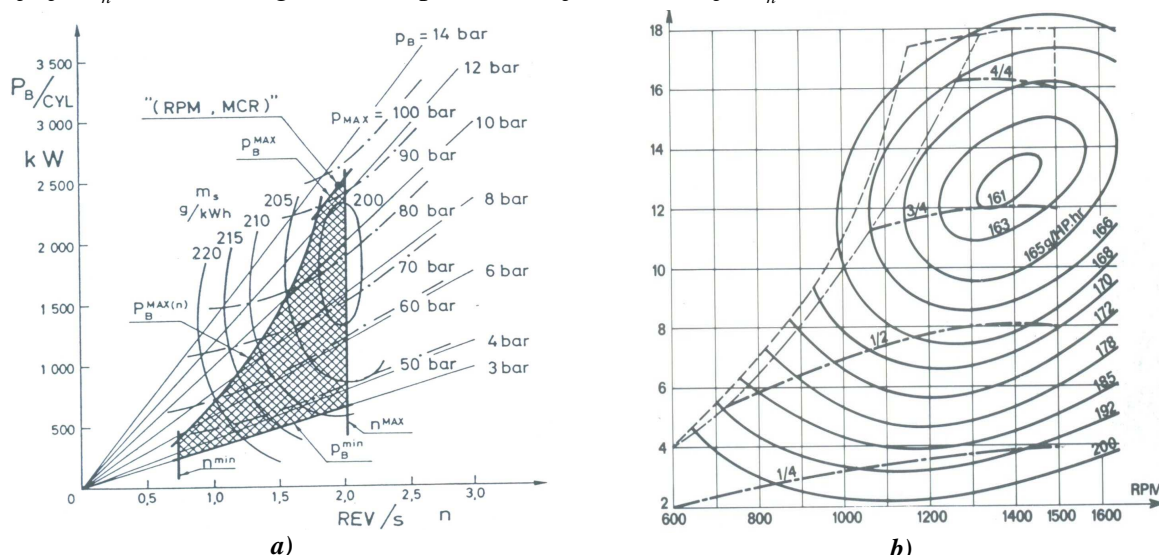 3 500
P_B/CYL
3 000
kW
2 500
2 000
1 500
1 000
500
0
0,5
1,0
1,5
2,0
2,5
3,0
REV/s n
"(RPM, MCR)"
p_B^MAX
p_B = 14 bar
12 bar
p_MAX = 100 bar
10 bar
90 bar
8 bar
80 bar
70 bar
6 bar
60 bar
4 bar
50 bar
3 bar
m_s
g/kWh
205
200
210
215
220
P_B^MAX(n)
n^MAX
p_B^min
n^min
a)
18
16
14
12
10
8
6
4
2
600
800
1000
1200
1400
1500
1600
RPM
4/4
3/4
1/2
1/4
161
163
165g/HP.hr
166
168
170
172
178
185
192
200
b)